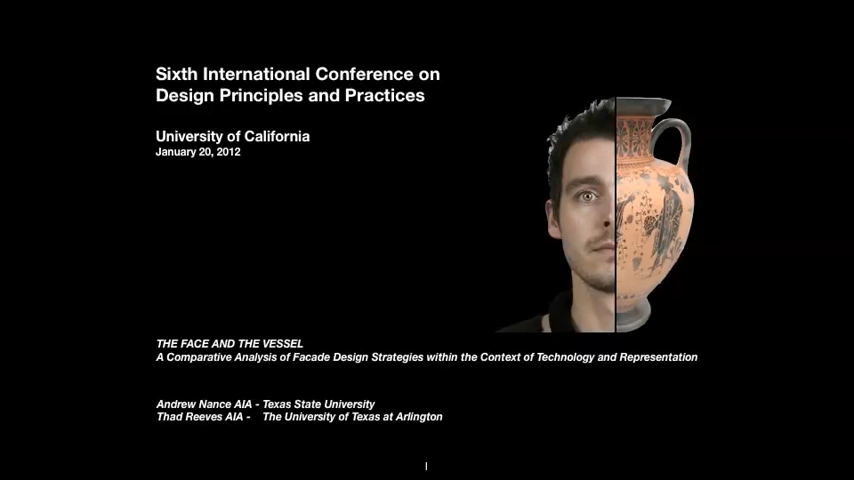 Sixth International Conference on
Design Principles and Practices
University of California
January 20, 2012
THE FACE AND THE VESSEL
A Comparative Analysis of Facade Design Strategies within the Context of Technology and Representation
Andrew Nance AIA - Texas State University
Thad Reeves AIA - The University of Texas at Arlington
I